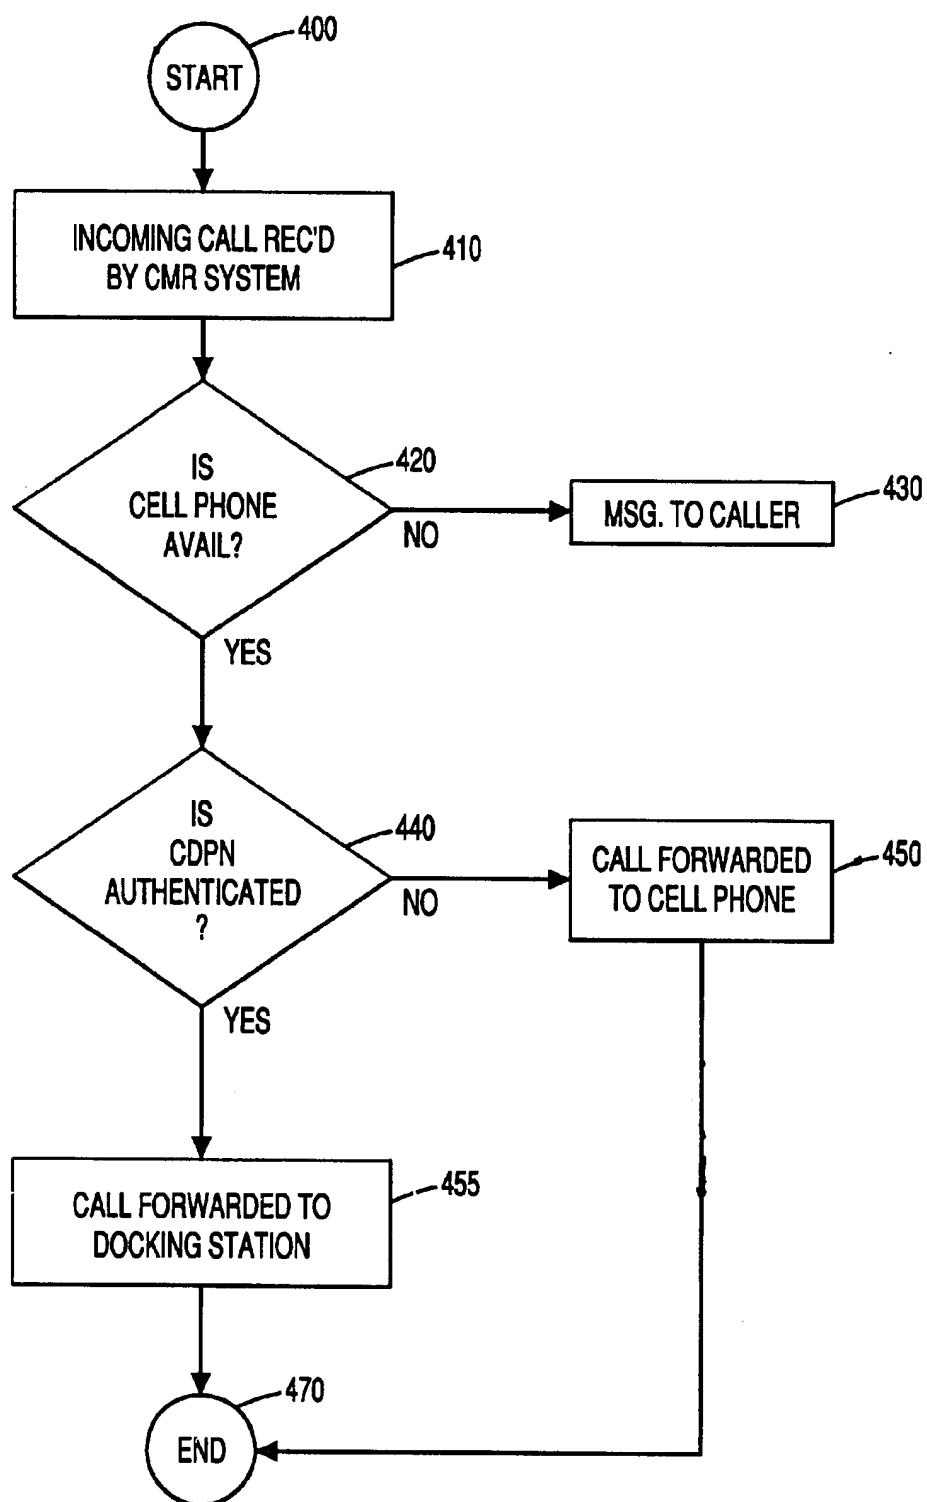 400
START
INCOMING CALL REC'D
BY CMR SYSTEM
410
IS
CELL PHONE
AVAIL?
420
NO
MSG. TO CALLER
430
YES
IS
CDPN
AUTHENTICATED
?
440
NO
CALL FORWARDED
TO CELL PHONE
450
YES
CALL FORWARDED TO
DOCKING STATION
455
470
END